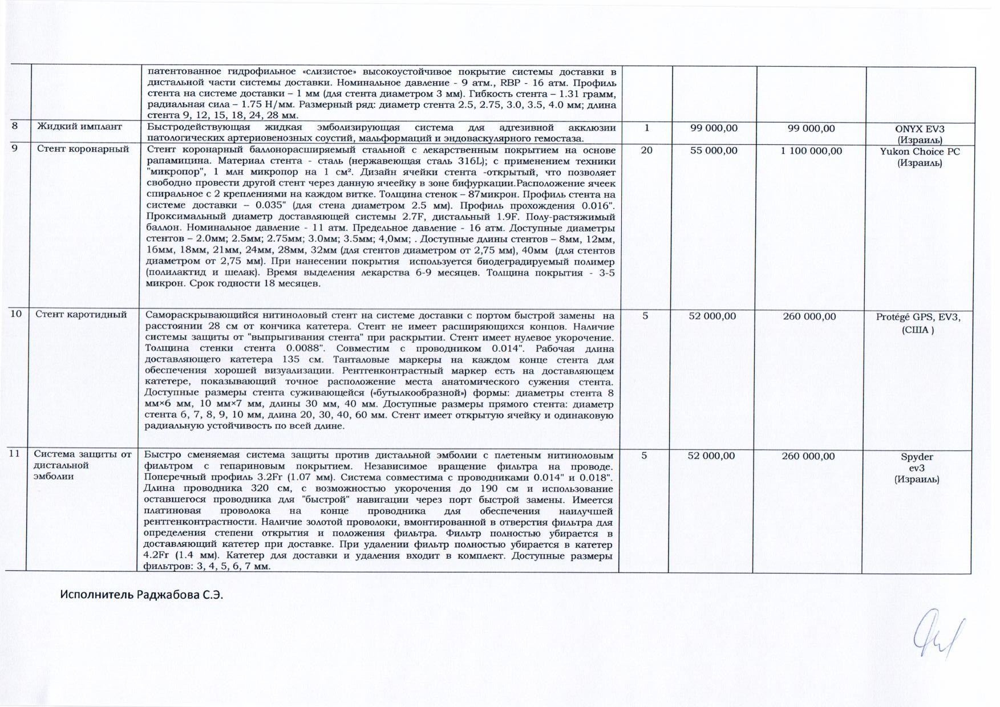 патентованное гидрофильное «слизистое» высокоустойчивое покрытие системы доставки в
дистальной части системы доставки. Номинальное давление - 9 атм., RBP - 16 атм. Профиль
стента на системе доставки – 1 мм (для стента диаметром 3 мм). Гибкость стента – 1.31 грамм,
радиальная сила – 1.75 Н/мм. Размерный ряд: диаметр стента 2.5, 2.75, 3.0, 3.5, 4.0 мм; длина
стента 9, 12, 15, 18, 24, 28 мм.
8 Жидкий имплант Быстродействующая жидкая эмболизирующая система для адгезивной акклюзии 1 99 000,00 99 000,00 ONYX EV3
патологических артериовенозных соустий, мальформаций и эндоваскулярного гемостаза. (Израиль)
9 Стент коронарный Стент коронарный баллонорасширяемый стальной с лекарственным покрытием на основе 20 55 000,00 1 100 000,00 Yukon Choice PC
рапамицина. Материал стента - сталь (нержавеющая сталь 316L); с применением техники (Израиль)
"микропор", 1 млн микропор на 1 см². Дизайн ячейки стента -открытый, что позволяет
свободно провести другой стент через данную ячеейку в зоне бифуркации.Расположение ячеек
спиральное с 2 креплениями на каждом витке. Толщина стенок – 87микрон. Профиль стента на
системе доставки – 0.035" (для стена диаметром 2.5 мм). Профиль прохождения 0.016".
Проксимальный диаметр доставляющей системы 2.7F, дистальный 1.9F. Полу-растяжимый
баллон. Номинальное давление - 11 атм. Предельное давление - 16 атм. Доступные диаметры
стентов – 2.0мм; 2.5мм; 2.75мм; 3.0мм; 3.5мм; 4,0мм; . Доступные длины стентов – 8мм, 12мм,
16мм, 18мм, 21мм, 24мм, 28мм, 32мм (для стентов диаметром от 2,75 мм), 40мм (для стентов
диаметром от 2,75 мм). При нанесении покрытия используется биодеградируемый полимер
(полилактид и шелак). Время выделения лекарства 6-9 месяцев. Толщина покрытия - 3-5
микрон. Срок годности 18 месяцев.
10 Стент каротидный Самораскрывающийся нитиноловый стент на системе доставки с портом быстрой замены на 5 52 000,00 260 000,00 Protégé GPS, EV3,
расстоянии 28 см от кончика катетера. Стент не имеет расширяющихся концов. Наличие (США )
системы защиты от "выпрыгивания стента" при раскрытии. Стент имеет нулевое укорочение.
Толщина стенки стента 0.0088". Совместим с проводником 0.014". Рабочая длина
доставляющего катетера 135 см. Танталовые маркеры на каждом конце стента для
обеспечения хорошей визуализации. Рентгенконтрастный маркер есть на доставляющем
катетере, показывающий точное расположение места анатомического сужения стента.
Доступные размеры стента суживающейся («бутылкообразной») формы: диаметры стента 8
мм×6 мм, 10 мм×7 мм, длины 30 мм, 40 мм. Доступные размеры прямого стента: диаметр
стента 6, 7, 8, 9, 10 мм, длина 20, 30, 40, 60 мм. Стент имеет открытую ячейку и одинаковую
радиальную устойчивость по всей длине.
11 Система защиты от Быстро сменяемая система защиты против дистальной эмболии с плетеным нитиноловым 5 52 000,00 260 000,00 Spyder
дистальной фильтром с гепариновым покрытием. Независимое вращение фильтра на проводе. ev3
эмболии Поперечный профиль 3.2Fr (1.07 мм). Система совместима с проводниками 0.014" и 0.018". (Израиль)
Длина проводника 320 см, с возможностью укорочения до 190 см и использование
оставшегося проводника для "быстрой" навигации через порт быстрой замены. Имеется
платиновая проволока на конце проводника для обеспечения наилучшей
рентгенконтрастности. Наличие золотой проволоки, вмонтированной в отверстия фильтра для
определения степени открытия и положения фильтра. Фильтр полностью убирается в
доставляющий катетер при доставке. При удалении фильтр полностью убирается в катетер
4.2Fr (1.4 мм). Катетер для доставки и удаления входит в комплект. Доступные размеры
фильтров: 3, 4, 5, 6, 7 мм.
Исполнитель Раджабова С.Э.